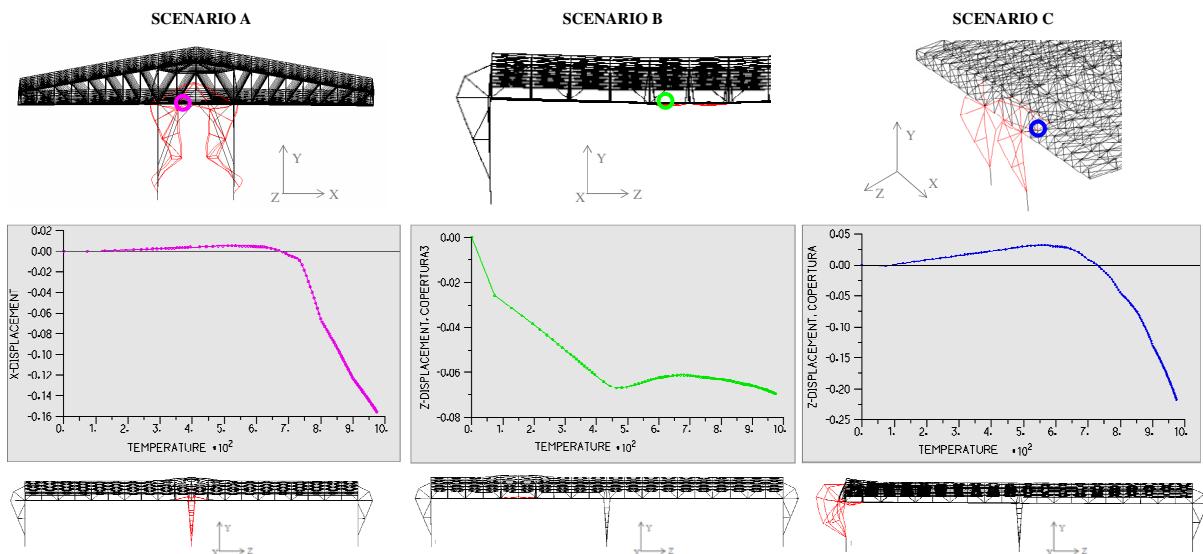 SCENARIO A
SCENARIO B
SCENARIO C
Y
Z
X
Y
X
Z
Y
Z
X
0.02
0.00
-0.02
-0.04
-0.06
-0.08
-0.10
-0.12
-0.14
-0.16
X-DISPLACEMENT
0. 1. 2. 3. 4. 5. 6. 7. 8. 9. 10.
TEMPERATURE *10²
0.00
-0.02
-0.04
-0.06
-0.08
Z-DISPLACEMENT, COPERTURA3
0. 1. 2. 3. 4. 5. 6. 7. 8. 9. 10.
TEMPERATURE *10²
0.05
0.00
-0.05
-0.10
-0.15
-0.20
-0.25
Z-DISPLACEMENT, COPERTURA
0. 1. 2. 3. 4. 5. 6. 7. 8. 9. 10.
TEMPERATURE *10²
Y
X
Z
Y
X
Z
Y
X
Z